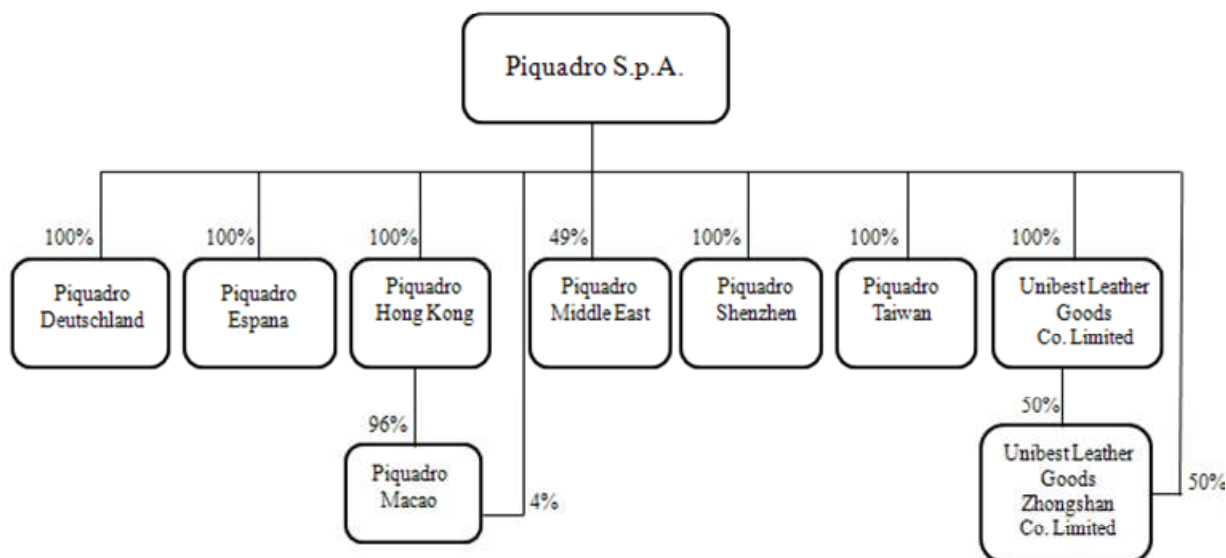 Piquadro S.p.A.
100%
100%
100%
49%
100%
100%
100%
Piquadro
Deutschland
Piquadro
Espana
Piquadro
Hong Kong
Piquadro
Middle East
Piquadro
Shenzhen
Piquadro
Taiwan
Unibest Leather
Goods
Co. Limited
96%
50%
Piquadro
Macao
4%
Unibest Leather
Goods
Zhongshan
Co. Limited
50%